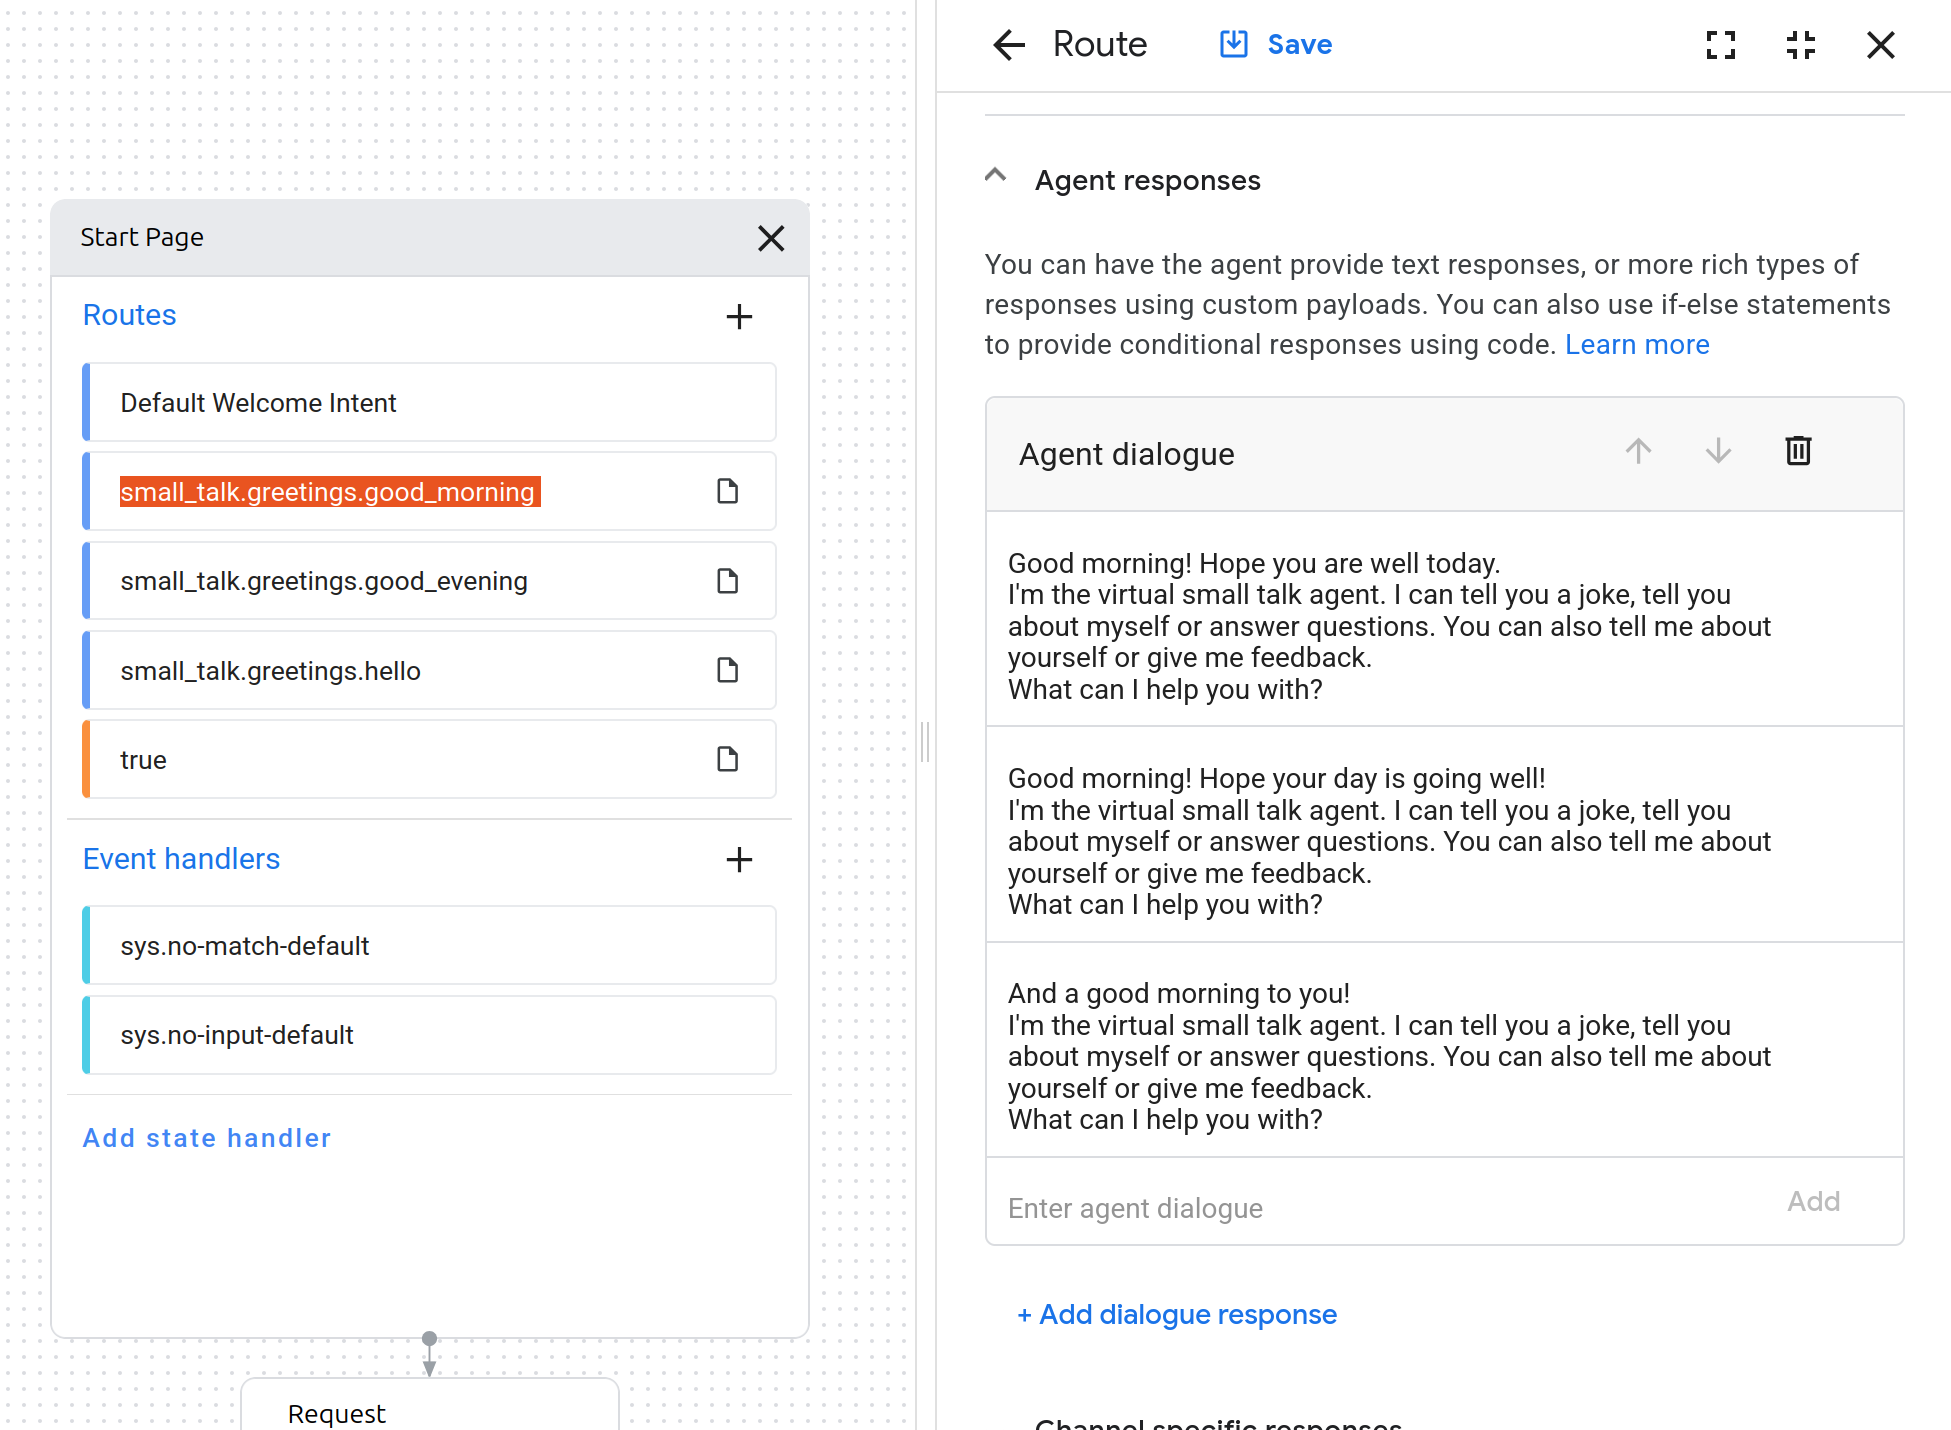 Start Page
Routes
Default Welcome Intent
small_talk.greetings.good_morning
small_talk.greetings.good_evening
small_talk.greetings.hello
true
Event handlers
sys.no-match-default
sys.no-input-default
Add state handler
Request
Route
Save
Agent responses
You can have the agent provide text responses, or more rich types of
responses using custom payloads. You can also use if-else statements
to provide conditional responses using code. Learn more
Agent dialogue
Good morning! Hope you are well today.
I'm the virtual small talk agent. I can tell you a joke, tell you
about myself or answer questions. You can also tell me about
yourself or give me feedback.
What can I help you with?
Good morning! Hope your day is going well!
I'm the virtual small talk agent. I can tell you a joke, tell you
about myself or answer questions. You can also tell me about
yourself or give me feedback.
What can I help you with?
And a good morning to you!
I'm the virtual small talk agent. I can tell you a joke, tell you
about myself or answer questions. You can also tell me about
yourself or give me feedback.
What can I help you with?
Enter agent dialogue
Add
+ Add dialogue response
Channel specific responses